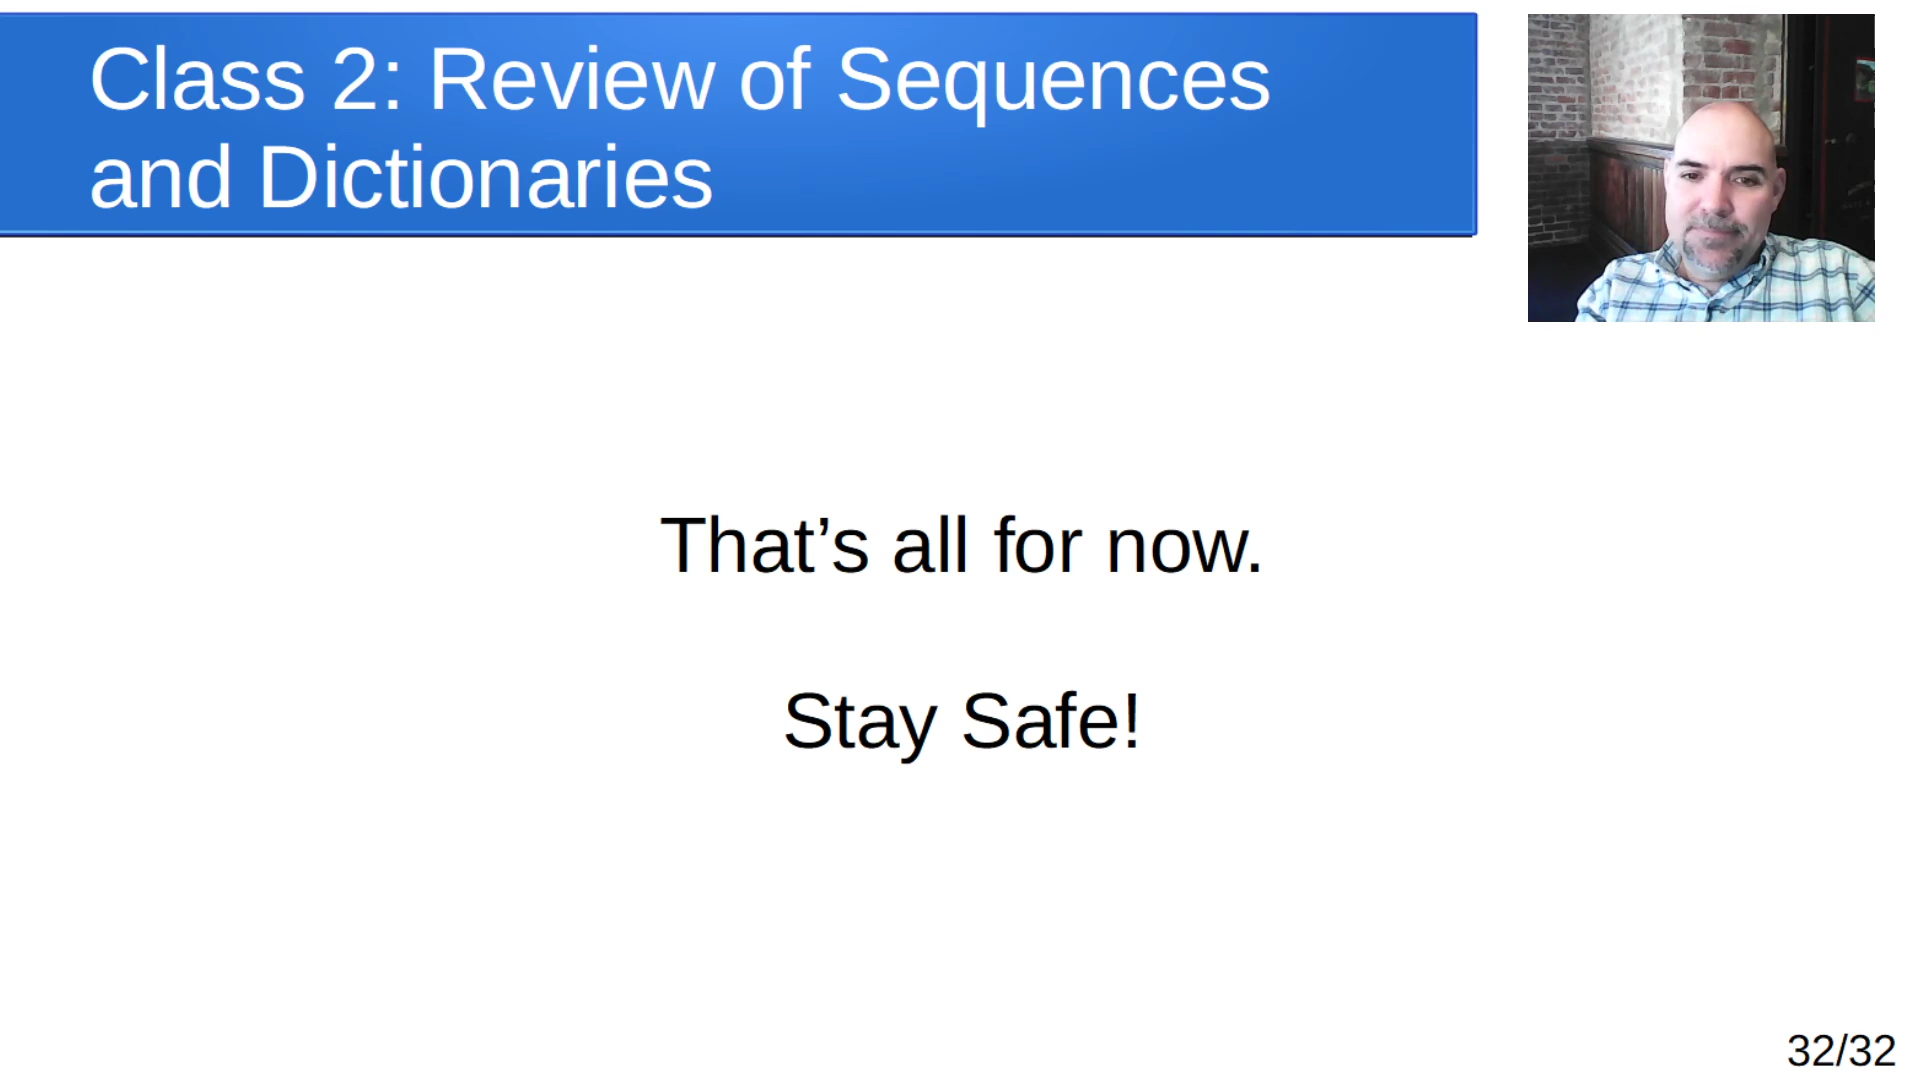 Class 2: Review of Sequences
and Dictionaries
That’s all for now.
Stay Safe!
32/32